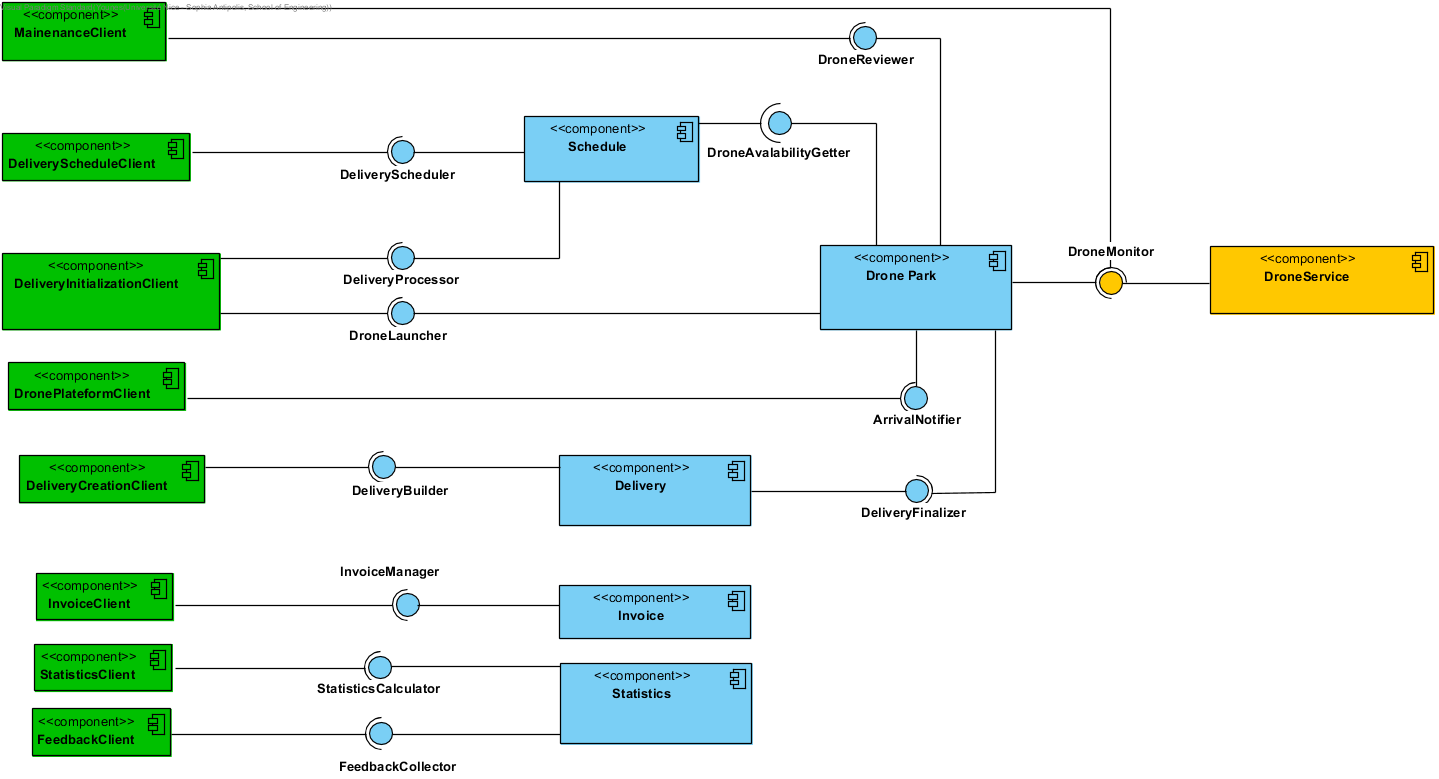 ice - Sophia Antipolis, School of Engineering))
<<component>>
MainenanceClient
DroneReviewer
<<component>>
DeliveryScheduleClient
DeliveryScheduler
<<component>>
Schedule
DroneAvalabilityGetter
<<component>>
DeliveryInitializationClient
DeliveryProcessor
DroneLauncher
<<component>>
Drone Park
DroneMonitor
<<component>>
DroneService
<<component>>
DronePlateformClient
ArrivalNotifier
<<component>>
DeliveryCreationClient
DeliveryBuilder
<<component>>
Delivery
DeliveryFinalizer
<<component>>
InvoiceClient
InvoiceManager
<<component>>
Invoice
<<component>>
StatisticsClient
StatisticsCalculator
<<component>>
Statistics
<<component>>
FeedbackClient
FeedbackCollector